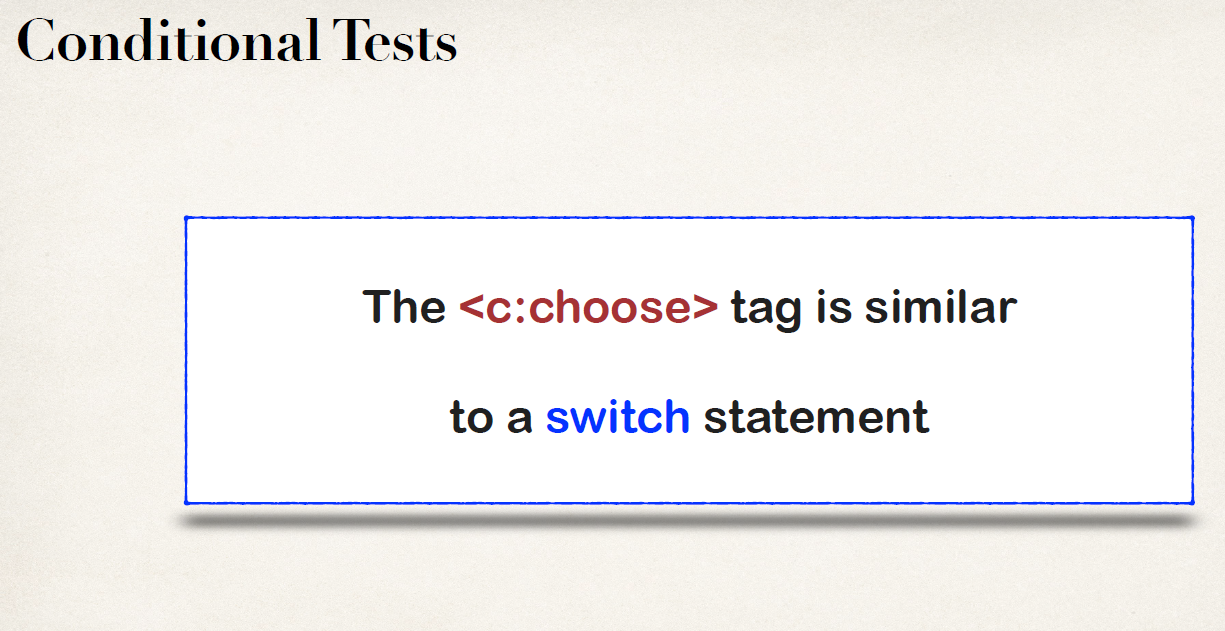 Conditional Tests
The <c:choose> tag is similar
to a switch statement